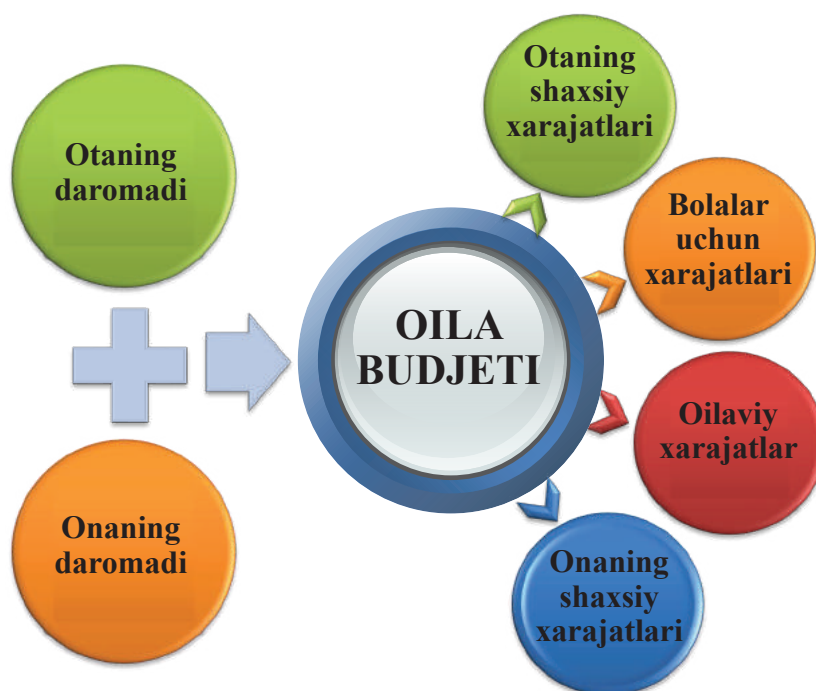 Otaning
daromadi
Onaning
daromadi
OILA
BUDJETI
Otaning
shaxsiy
xarajatlari
Bolalar
uchun
xarajatlari
Oilaviy
xarajatlar
Onaning
shaxsiy
xarajatlari